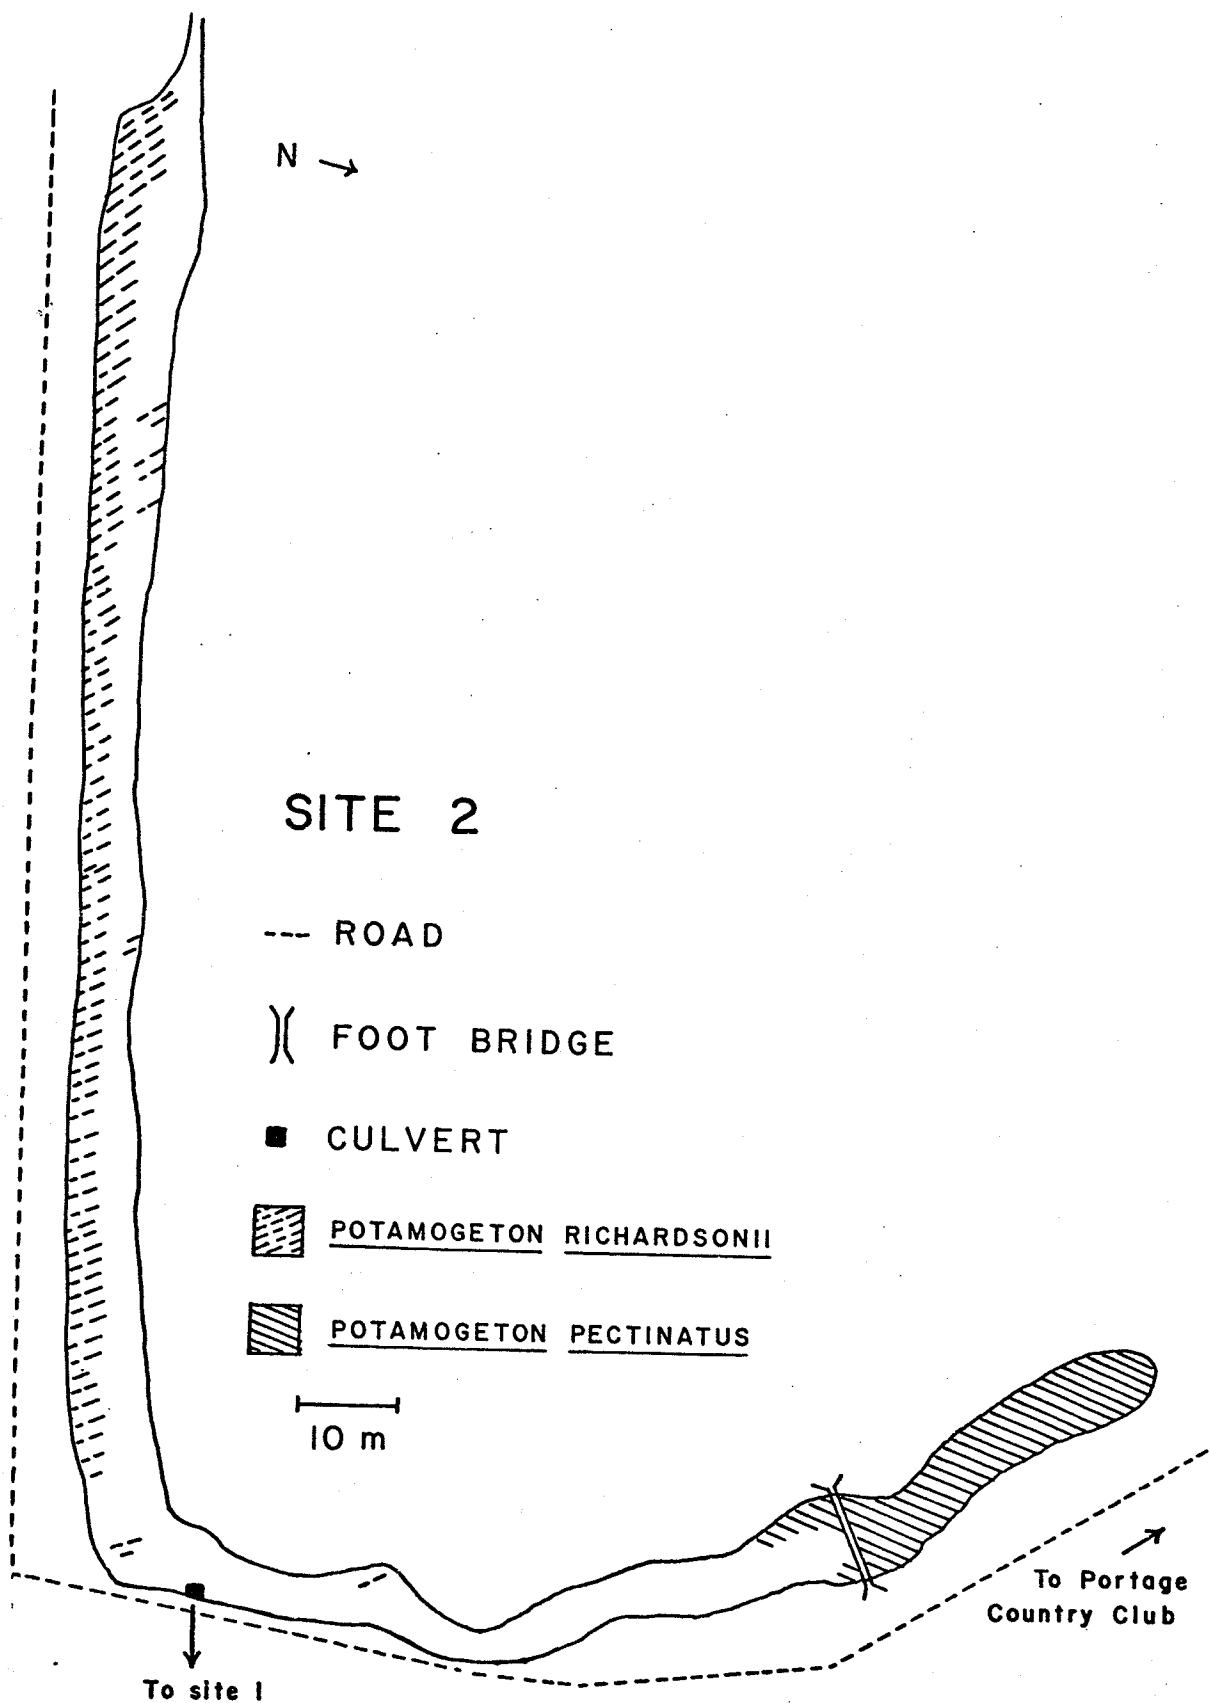 N
SITE 2
ROAD
FOOT BRIDGE
CULVERT
POTAMOGETON RICHARDSONII
POTAMOGETON PECTINATUS
10 m
To Portage
Country Club
To site 1